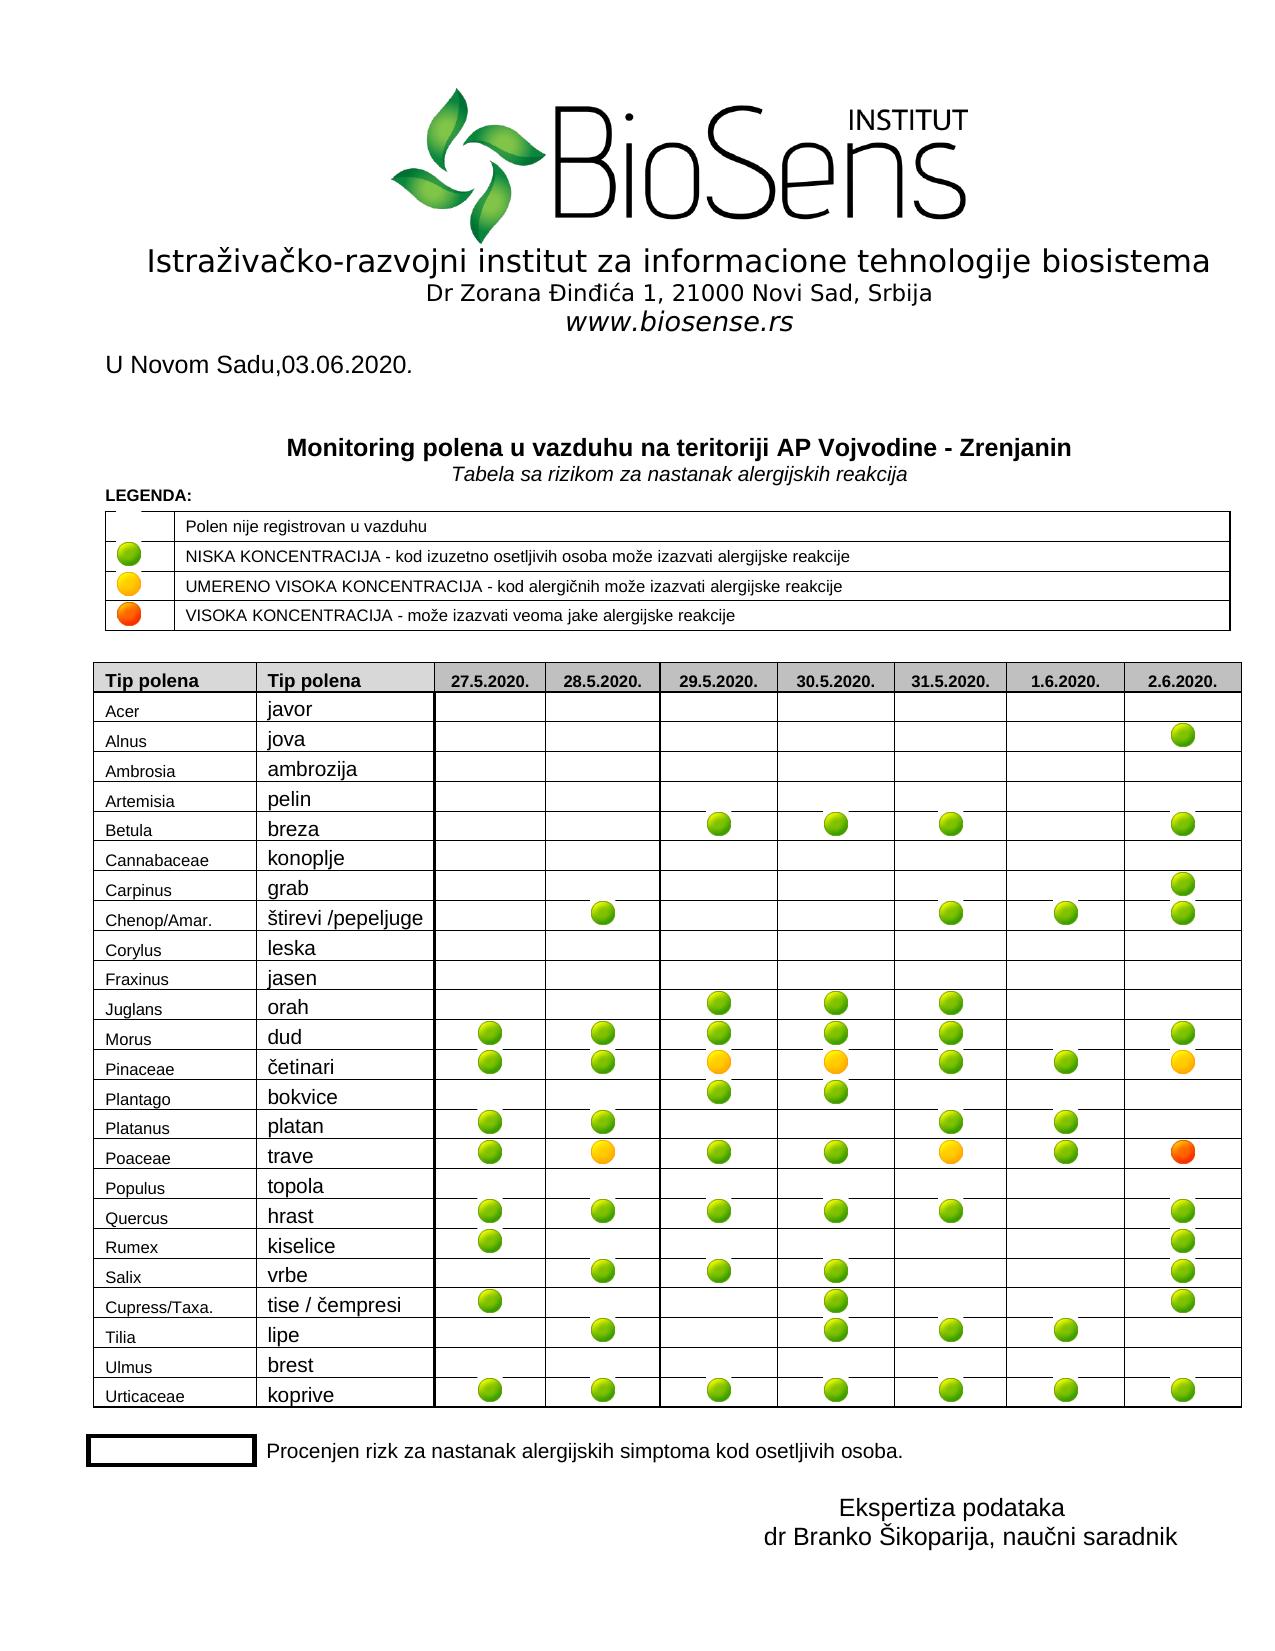 BioSens INSTITUT
Istraživačko-razvojni institut za informacione tehnologije biosistema
Dr Zorana Đinđića 1, 21000 Novi Sad, Srbija
www.biosense.rs
U Novom Sadu,03.06.2020.
Monitoring polena u vazduhu na teritoriji AP Vojvodine - Zrenjanin
Tabela sa rizikom za nastanak alergijskih reakcija
LEGENDA:
Polen nije registrovan u vazduhu
NISKA KONCENTRACIJA - kod izuzetno osetljivih osoba može izazvati alergijske reakcije
UMERENO VISOKA KONCENTRACIJA - kod alergičnih može izazvati alergijske reakcije
VISOKA KONCENTRACIJA - može izazvati veoma jake alergijske reakcije
Tip polena Tip polena 27.5.2020. 28.5.2020. 29.5.2020. 30.5.2020. 31.5.2020. 1.6.2020. 2.6.2020.
Acer javor
Alnus jova
Ambrosia ambrozija
Artemisia pelin
Betula breza
Cannabaceae konoplje
Carpinus grab
Chenop/Amar. štirevi /pepeljuge
Corylus leska
Fraxinus jasen
Juglans orah
Morus dud
Pinaceae četinari
Plantago bokvice
Platanus platan
Poaceae trave
Populus topola
Quercus hrast
Rumex kiselice
Salix vrbe
Cupress/Taxa. tise / čempresi
Tilia lipe
Ulmus brest
Urticaceae koprive
Procenjen rizk za nastanak alergijskih simptoma kod osetljivih osoba.
Ekspertiza podataka
dr Branko Šikoparija, naučni saradnik